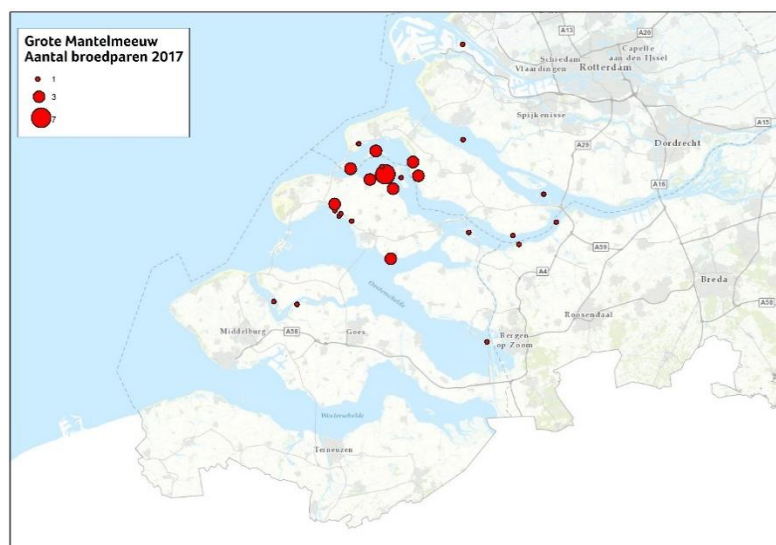 Grote Mantelmeeuw
Aantal broedparen 2017
1
3
7
A13
A20
Schiedam
Capelle
aan den IJssel
Vlaardingen
Rotterdam
Spijkenisse
A15
Dordrecht
A29
A16
A59
A4
Oosterschelde
Breda
A58
Roosendaal
Middelburg
A58
Goes
Bergen
op Zoom
Westerschelde
Terneuzen